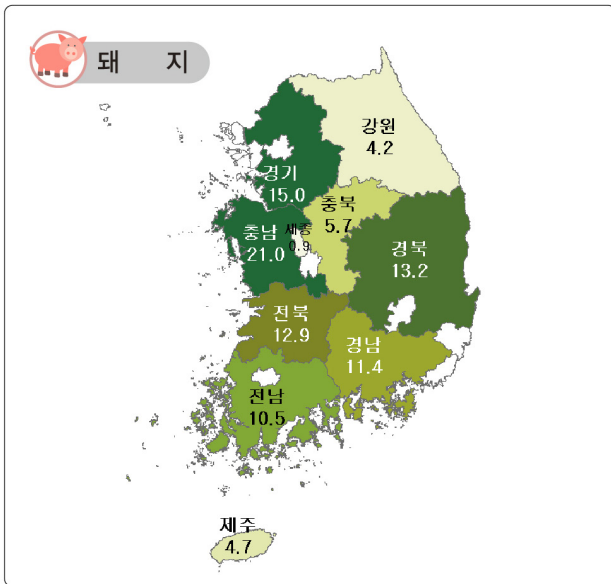 돼 지
강원
4.2
경기
15.0
충북
5.7
세종
0.9
충남
21.0
경북
13.2
전북
12.9
경남
11.4
전남
10.5
제주
4.7